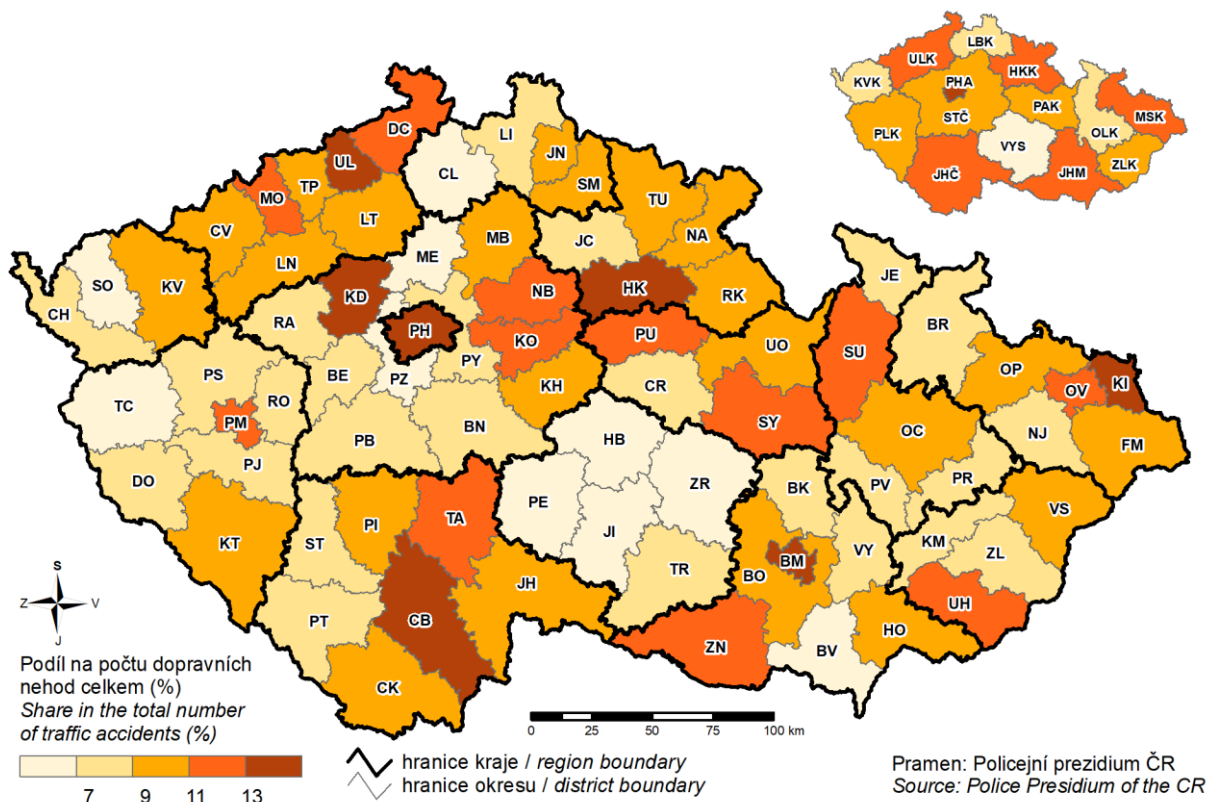 LBK
ULK
HKK
KVK
PHA
PAK
STČ
MSK
PLK
OLK
VYS
ZLK
JHČ
JHM
DC
LI
UL
JN
CL
TP
SM
MO
TU
LT
CV
MB
NA
JC
ME
LN
JE
SO
KV
KD
NB
HK
RK
CH
BR
RA
PH
KO
PU
UO
SU
PY
OP
OV
KI
PS
BE
PZ
CR
TC
RO
KH
PM
SY
OC
NJ
BN
PB
HB
FM
PJ
DO
ZR
BK
PV
PR
PE
VS
TA
PI
JI
KT
ST
KM
VY
BM
ZL
TR
BO
JH
UH
PT
CB
HO
ZN
BV
CK
S
Z V
J
Podíl na počtu dopravních
nehod celkem (%)
Share in the total number
of traffic accidents (%)
7 9 11 13
0 25 50 75 100 km
hranice kraje / region boundary
hranice okresu / district boundary
Pramen: Policejní prezidium ČR
Source: Police Presidium of the CR